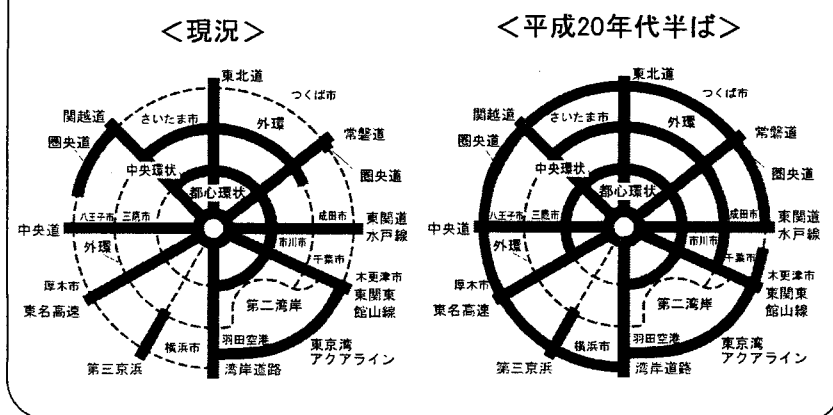 ＜現況＞
東北道
つくば市
関越道
さいたま市
外環
常磐道
圏央道
中央環状
圏央道
都心環状
中央道
八王子市
三鷹市
成田市
東関道
水戸線
市川市
外環
千葉市
厚木市
木更津市
東名高速
第二湾岸
東関東
館山線
横浜市
羽田空港
東京湾
アクアライン
第三京浜
湾岸道路
＜平成20年代半ば＞
東北道
つくば市
関越道
さいたま市
外環
常磐道
圏央道
中央環状
圏央道
都心環状
中央道
八王子市
三鷹市
成田市
東関道
水戸線
市川市
外環
千葉市
厚木市
木更津市
東名高速
第二湾岸
東関東
館山線
横浜市
羽田空港
東京湾
アクアライン
第三京浜
湾岸道路